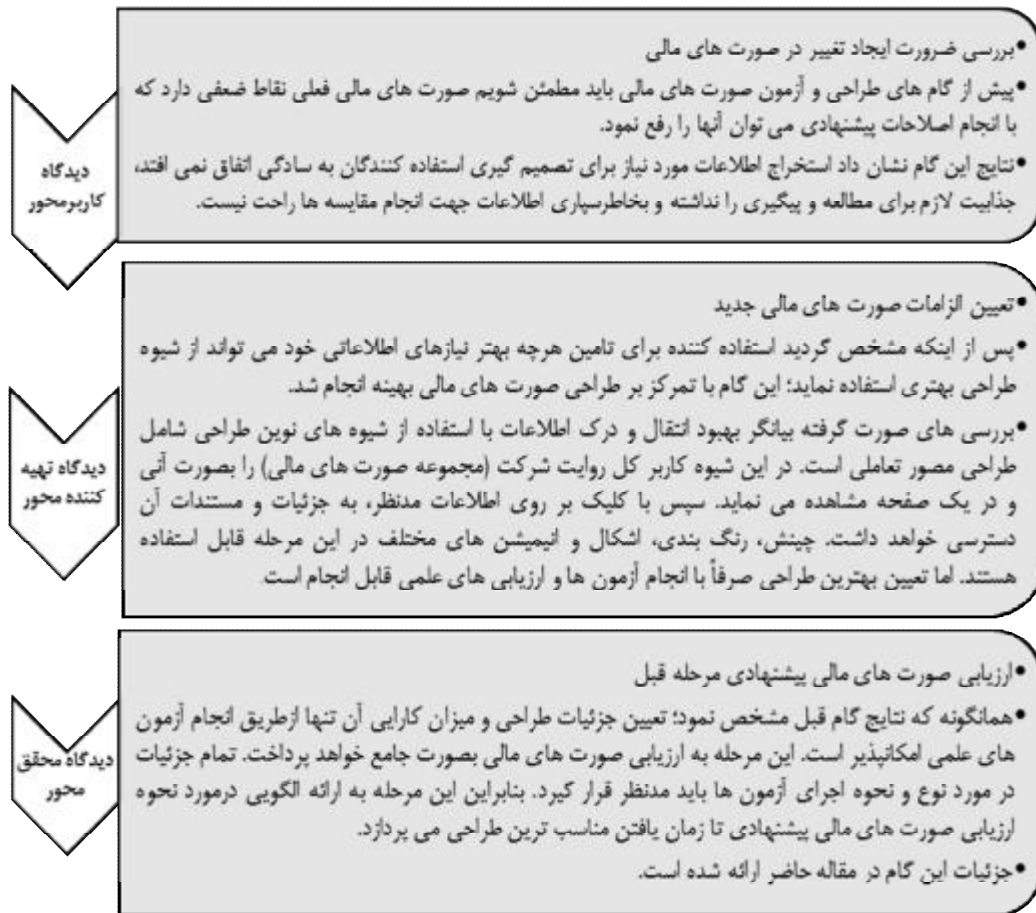 •بررسی ضرورت ایجاد تغییر در صورت های مالی
•پیش از گام های طراحی و آزمون صورت های مالی باید مطمئن شویم صورت های مالی فعلی نقاط ضعفی دارد که
با انجام اصلاحات پیشنهادی می توان آنها را رفع نمود.
•نتایج این گام نشان داد استخراج اطلاعات مورد نیاز برای تصمیم گیری استفاده کنندگان به سادگی اتفاق نمی افتد،
جذابیت لازم برای مطالعه و پیگیری را نداشته و بخاطرسپاری اطلاعات جهت انجام مقایسه ها راحت نیست.
دیدگاه
کاربرمحور
•تعیین الزامات صورت های مالی جدید
•پس از اینکه مشخص گردید استفاده کننده برای تامین هرچه بهتر نیازهای اطلاعاتی خود می تواند از شیوه
طراحی بهتری استفاده نماید؛ این گام با تمرکز بر طراحی صورت های مالی بهینه انجام شد.
•بررسی های صورت گرفته بیانگر بهبود انتقال و درک اطلاعات با استفاده از شیوه های نوین طراحی شامل
طراحی مصور تعاملی است. در این شیوه کاربر کل روایت شرکت (مجموعه صورت های مالی) را بصورت آنی
و در یک صفحه مشاهده می نماید. سپس با کلیک بر روی اطلاعات مدنظر، به جزئیات و مستندات آن
دسترسی خواهد داشت. چینش، رنگ بندی، اشکال و انیمیشن های مختلف در این مرحله قابل استفاده
هستند. اما تعیین بهترین طراحی صرفاً با انجام آزمون ها و ارزیابی های علمی قابل انجام است
دیدگاه تهیه
کننده محور
•ارزیابی صورت های مالی پیشنهادی مرحله قبل
•همانگونه که نتایج گام قبل مشخص نمود؛ تعیین جزئیات طراحی و میزان کارایی آن تنها ازطریق انجام آزمون
های علمی امکانپذیر است. این مرحله به ارزیابی صورت های مالی بصورت جامع خواهد پرداخت. تمام جزئیات
در مورد نوع و نحوه اجرای آزمون ها باید مدنظر قرار گیرد. بنابراین این مرحله به ارائه الگویی درمورد نحوه
ارزیابی صورت های مالی پیشنهادی تا زمان یافتن مناسب ترین طراحی می پردازد.
•جزئیات این گام در مقاله حاضر ارائه شده است.
دیدگاه محقق
محور